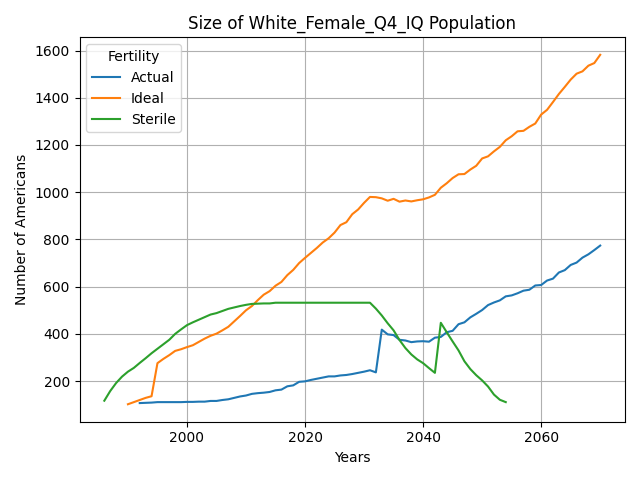 Size of White_Female_Q4_IQ Population
Fertility
Actual
Ideal
Sterile
Number of Americans
1600
1400
1200
1000
800
600
400
200
2000
2020
2040
2060
Years